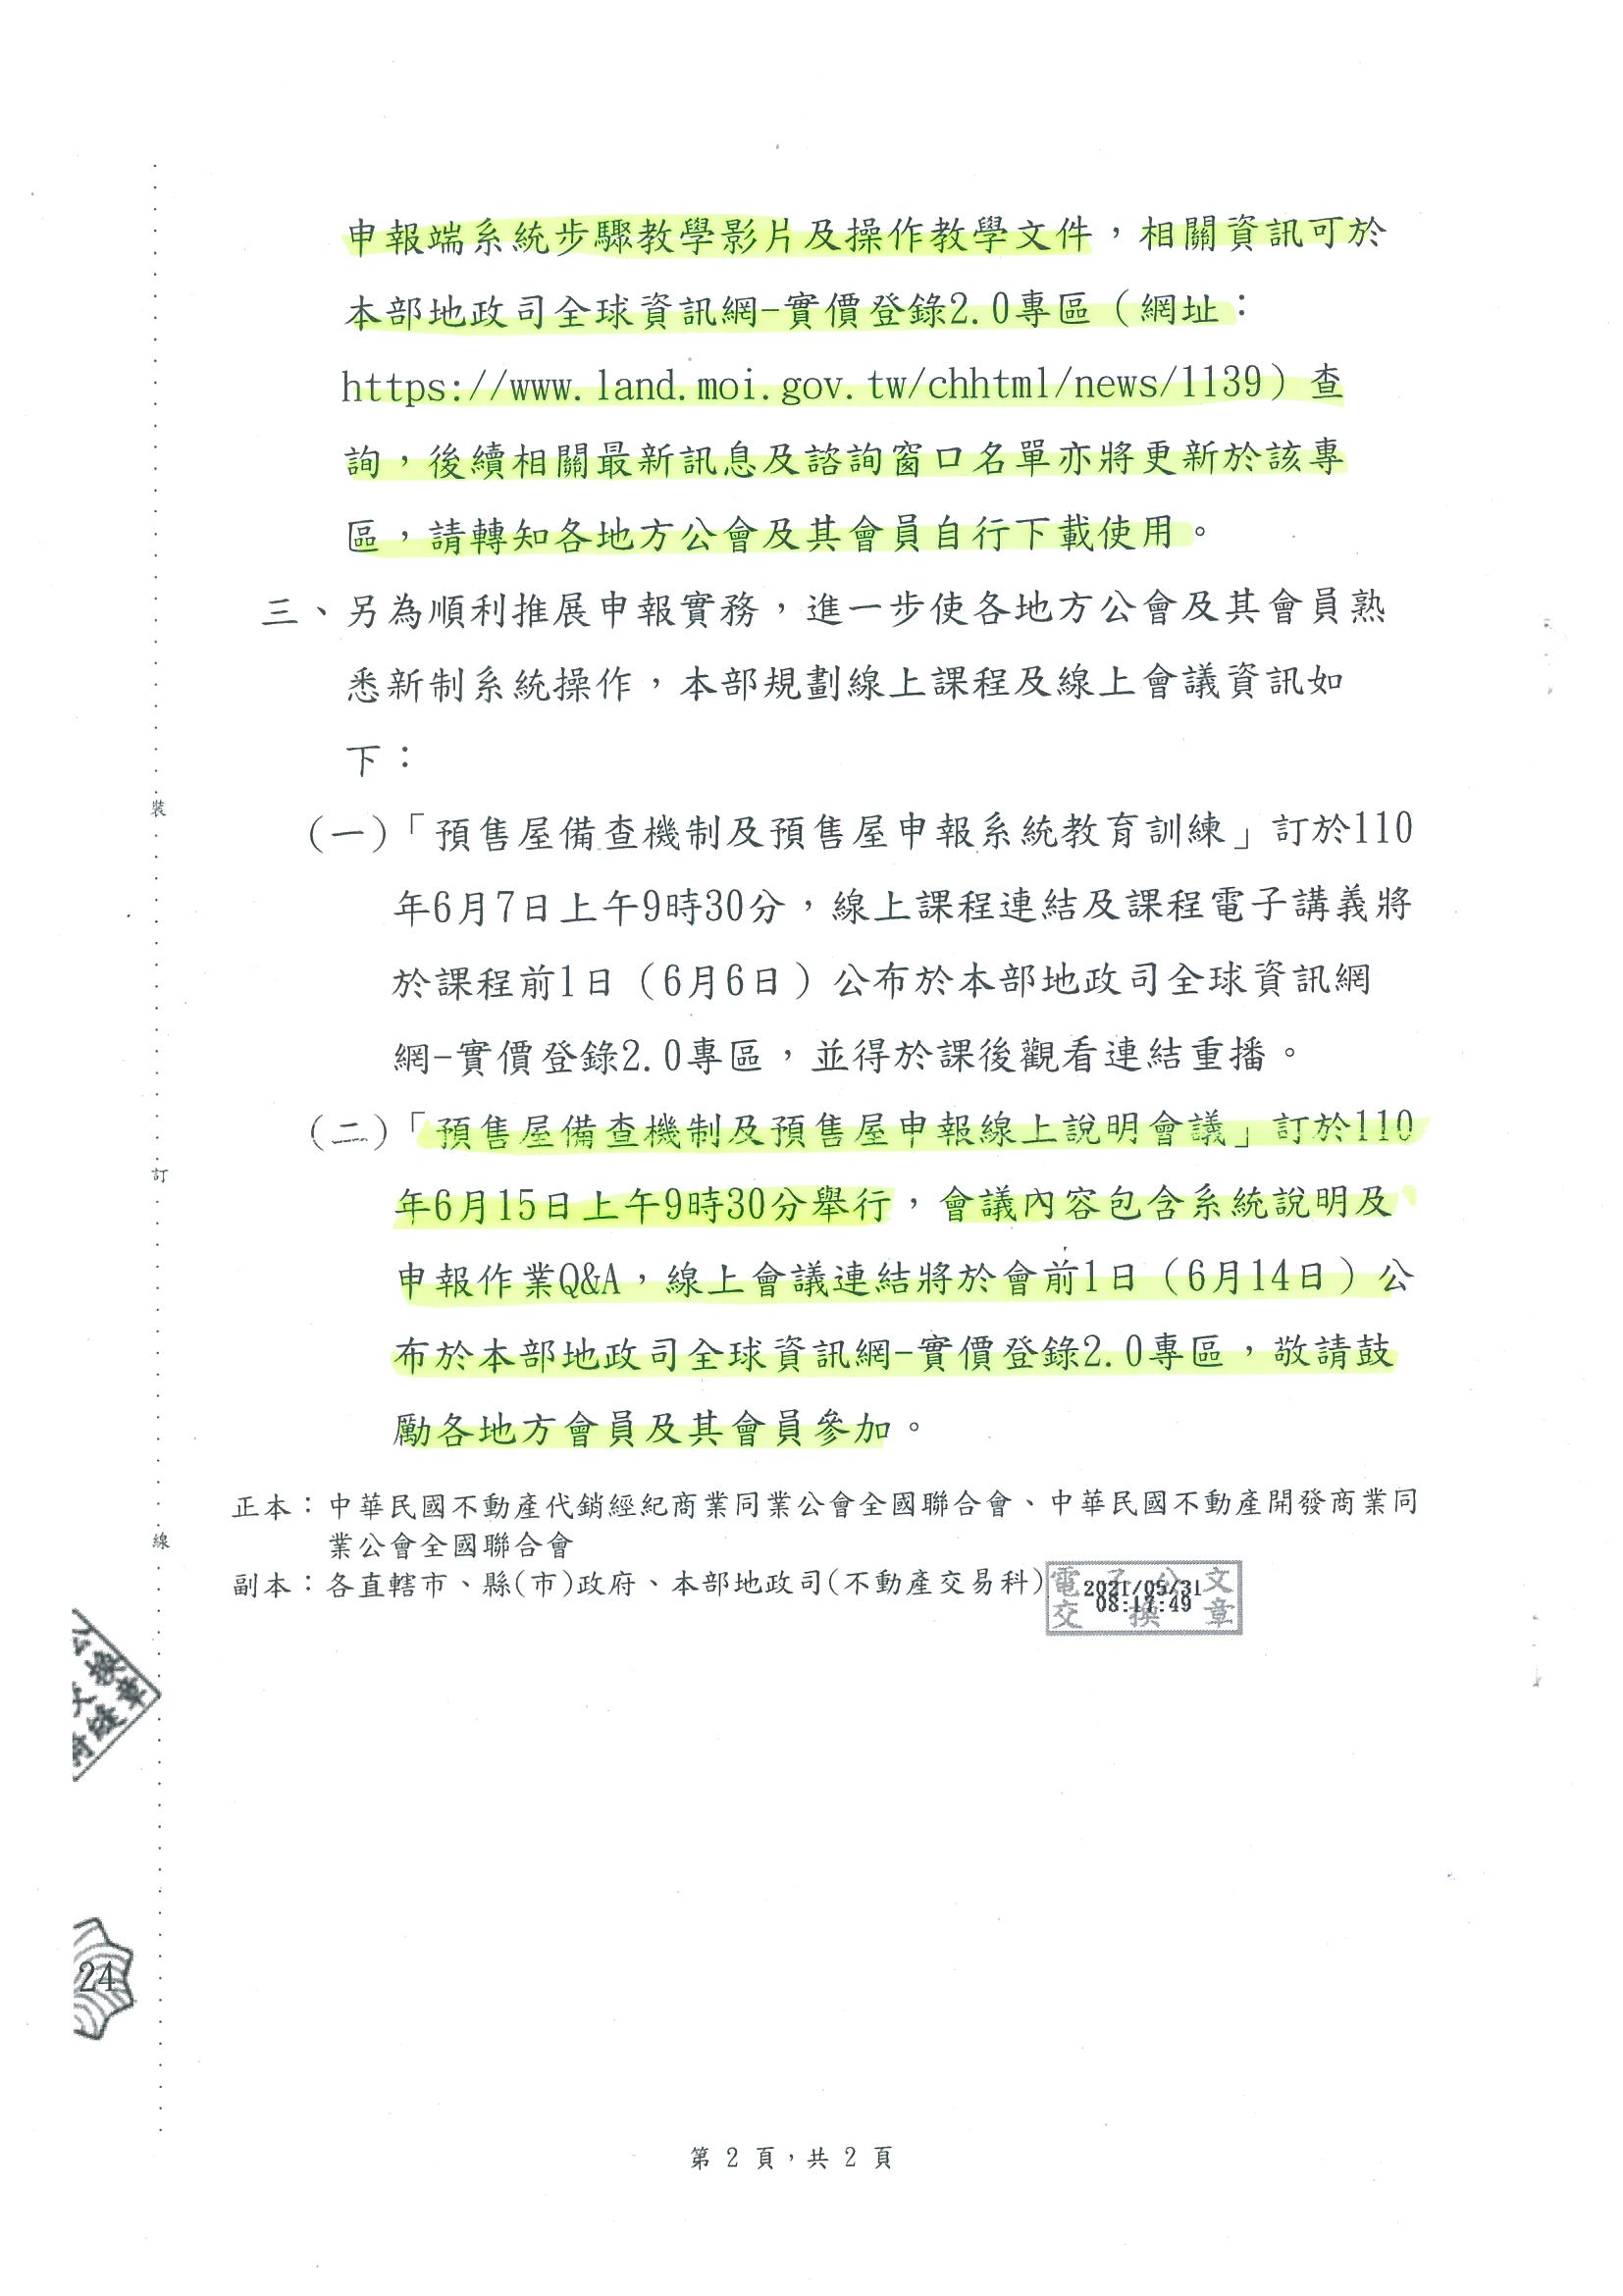 申報端系統步驟教學影片及操作教學文件，相關資訊可於
本部地政司全球資訊網-實價登錄2.0專區（網址：
https://www.land.moi.gov.tw/chhtml/news/1139）查
詢，後續相關最新訊息及諮詢窗口名單亦將更新於該專
區，請轉知各地方公會及其會員自行下載使用。
三、另為順利推展申報實務，進一步使各地方公會及其會員熟
悉新制系統操作，本部規劃線上課程及線上會議資訊如
下：
(一)「預售屋備查機制及預售屋申報系統教育訓練」訂於110
年6月7日上午9時30分，線上課程連結及課程電子講義將
於課程前1日（6月6日）公布於本部地政司全球資訊網
網-實價登錄2.0專區，並得於課後觀看連結重播。
(二)「預售屋備查機制及預售屋申報線上說明會議」訂於110
年6月15日上午9時30分舉行，會議內容包含系統說明及
申報作業Q&A，線上會議連結將於會前1日（6月14日）公
布於本部地政司全球資訊網-實價登錄2.0專區，敬請鼓
勵各地方會員及其會員參加。
正本：中華民國不動產代銷經紀商業同業公會全國聯合會、中華民國不動產開發商業同
業公會全國聯合會
副本：各直轄市、縣(市)政府、本部地政司(不動產交易科)
電子公文
2021/05/31
08:17:49
交換章
裝
訂
線
換
章
縫
24
第 2 頁，共 2 頁